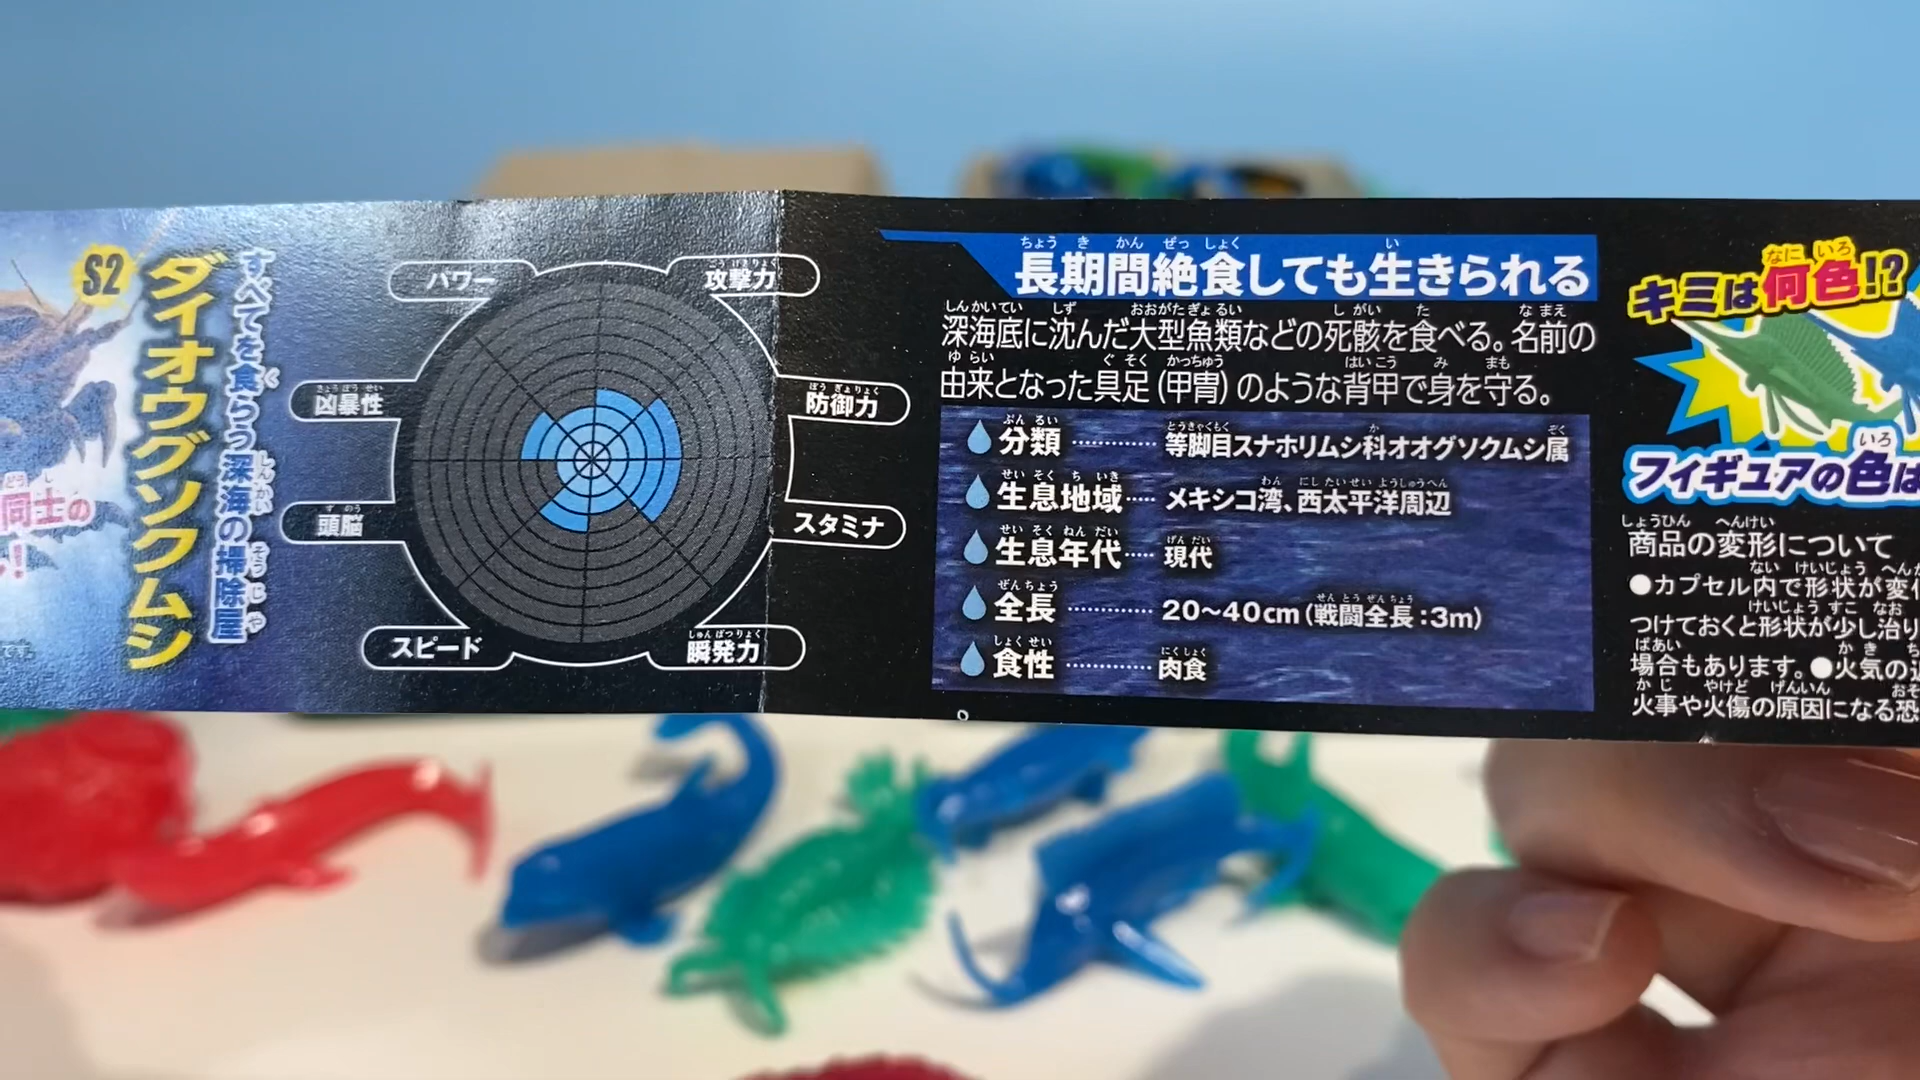 S2
ダイオウグソクムシ
すべてを食らう深海の掃除屋
同士の
!
です。
パワー
攻撃力
凶暴性
防御力
頭脳
スタミナ
スピード
瞬発力
長期間絶食しても生きられる
深海底に沈んだ大型魚類などの死骸を食べる。名前の
由来となった具足(甲冑)のような背甲で身を守る。
分類………等脚目スナホリムシ科オオグソクムシ属
生息地域……メキシコ湾、西太平洋周辺
生息年代……現代
全長………20〜40cm(戦闘全長:3m)
食性………肉食
キミは何色!?
フィギュアの色は
商品の変形について
●カプセル内で形状が変
つけておくと形状が少し治り
場合もあります。●火気の近
火事や火傷の原因になる恐